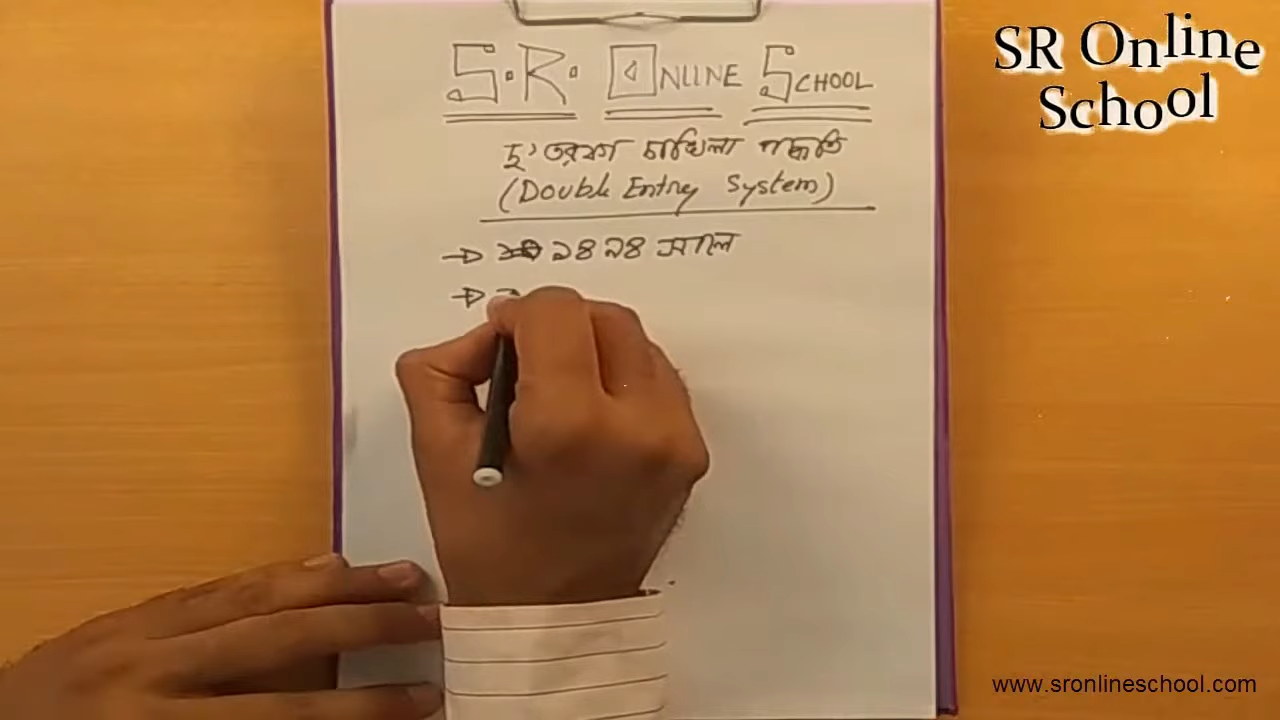 S.R. ONLINE SCHOOL
দু'তরফা দাখিলা পদ্ধতি
(Double Entry System)
→ ১৪৯৪ সালে
→
SR Online
School
www.sronlineschool.com